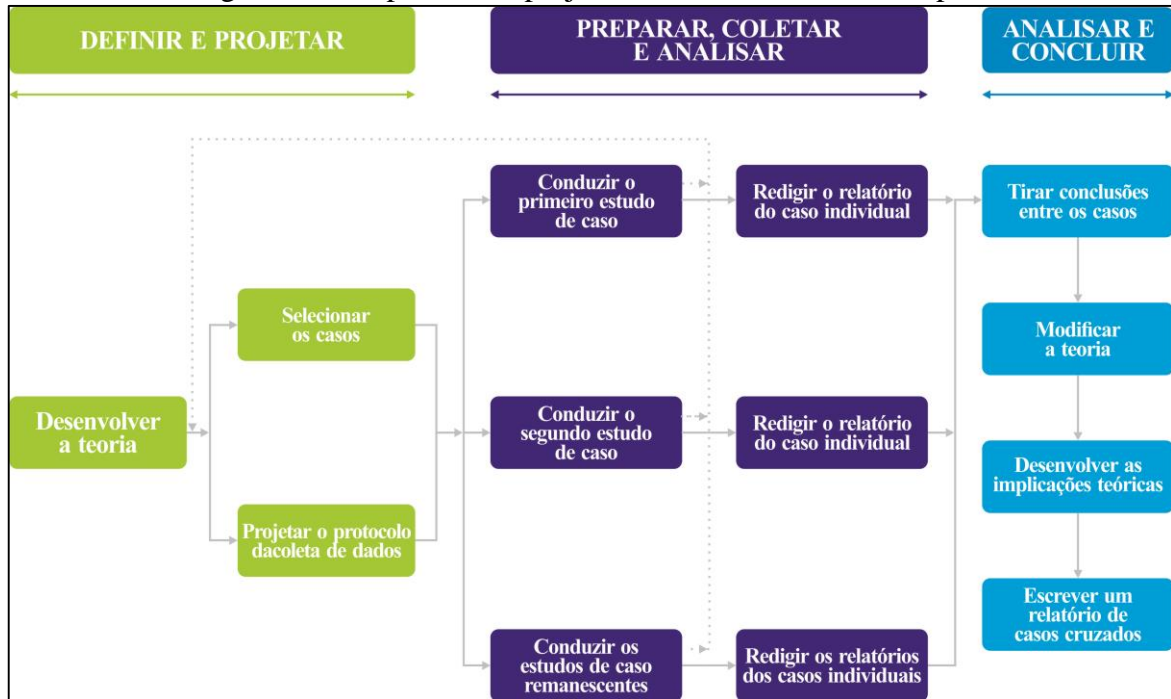 DEFINIR E PROJETAR
PREPARAR, COLETAR
E ANALISAR
ANALISAR E
CONCLUIR
Desenvolver
a teoria
Selecionar
os casos
Projetar o protocolo
dacoleta de dados
Conduzir o
primeiro estudo
de caso
Redigir o relatório
do caso individual
Conduzir o
segundo estudo
de caso
Redigir o relatório
do caso individual
Conduzir os
estudos de caso
remanescentes
Redigir os relatórios
dos casos individuais
Tirar conclusões
entre os casos
Modificar
a teoria
Desenvolver as
implicações teóricas
Escrever um
relatório de
casos cruzados